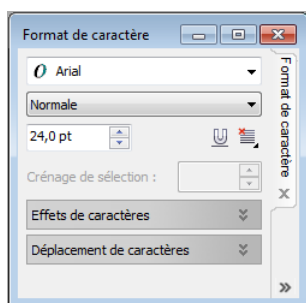 Format de caractère
O Arial
Normale
24,0 pt
U
Crénage de sélection :
Effets de caractères
Déplacement de caractères
Format de caractère